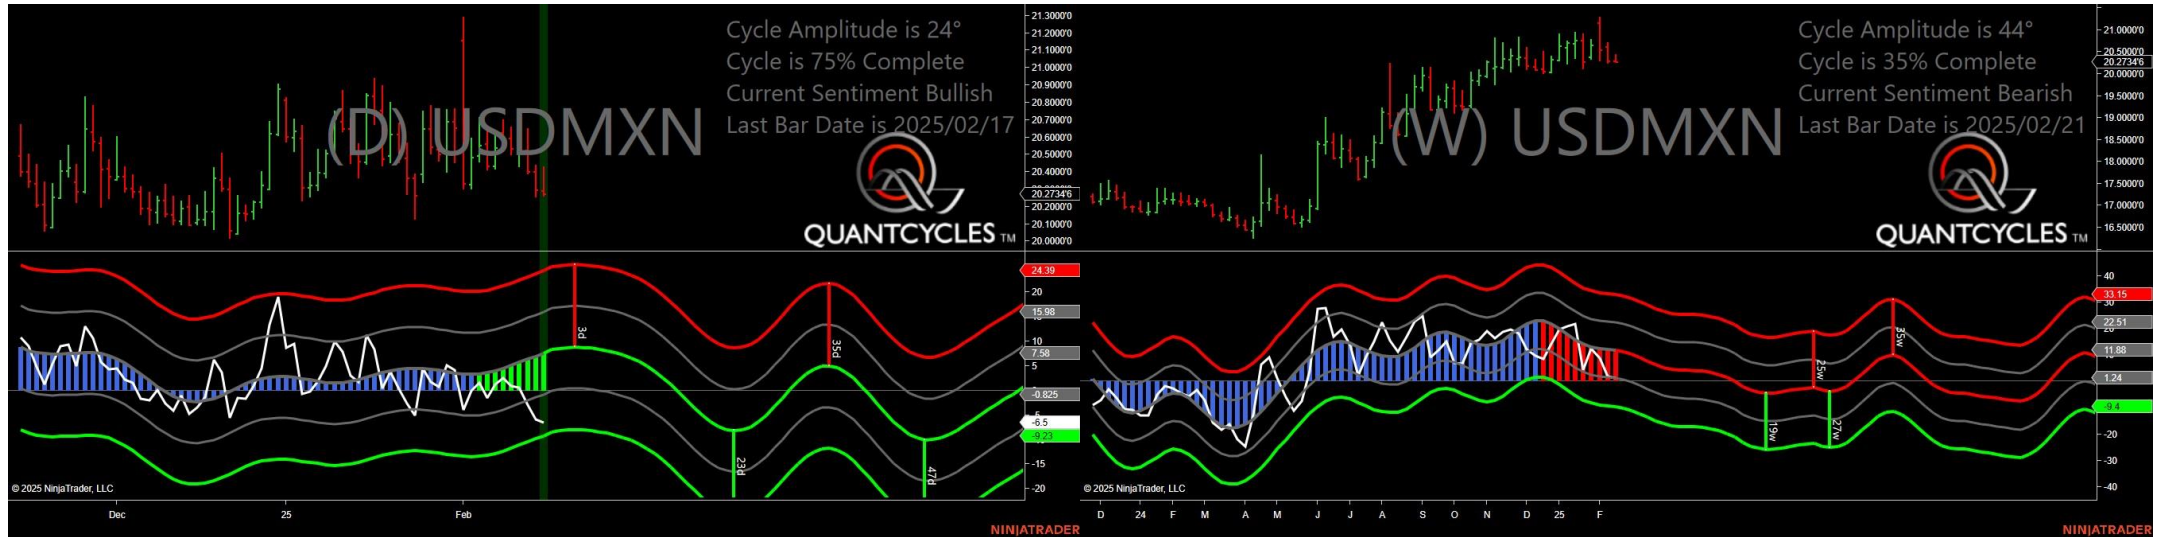 Cycle Amplitude is 24°
Cycle is 75% Complete
Current Sentiment Bullish
Last Bar Date is 2025/02/17
(D) USDMXN
QUANTCYCLES TM
21.3000'0
21.2000'0
21.1000'0
21.0000'0
20.9000'0
20.8000'0
20.7000'0
20.6000'0
20.5000'0
20.4000'0
20.2734'6
20.2000'0
20.1000'0
20.0000'0
24.39
20
15.98
10
7.58
5
-0.825
-6.5
-9.23
-15
-20
3d
35d
23d
47d
© 2025 NinjaTrader, LLC
Dec
25
Feb
NINJATRADER
Cycle Amplitude is 44°
Cycle is 35% Complete
Current Sentiment Bearish
Last Bar Date is 2025/02/21
(W) USDMXN
QUANTCYCLES TM
21.0000'0
20.5000'0
20.2734'6
20.0000'0
19.5000'0
19.0000'0
18.5000'0
18.0000'0
17.5000'0
17.0000'0
16.5000'0
40
33.15
30
22.51
20
11.88
1.24
-9.4
-20
-30
-40
25w
35w
19w
27w
© 2025 NinjaTrader, LLC
D 24 F M A M J J A S O N D 25 F
NINJATRADER